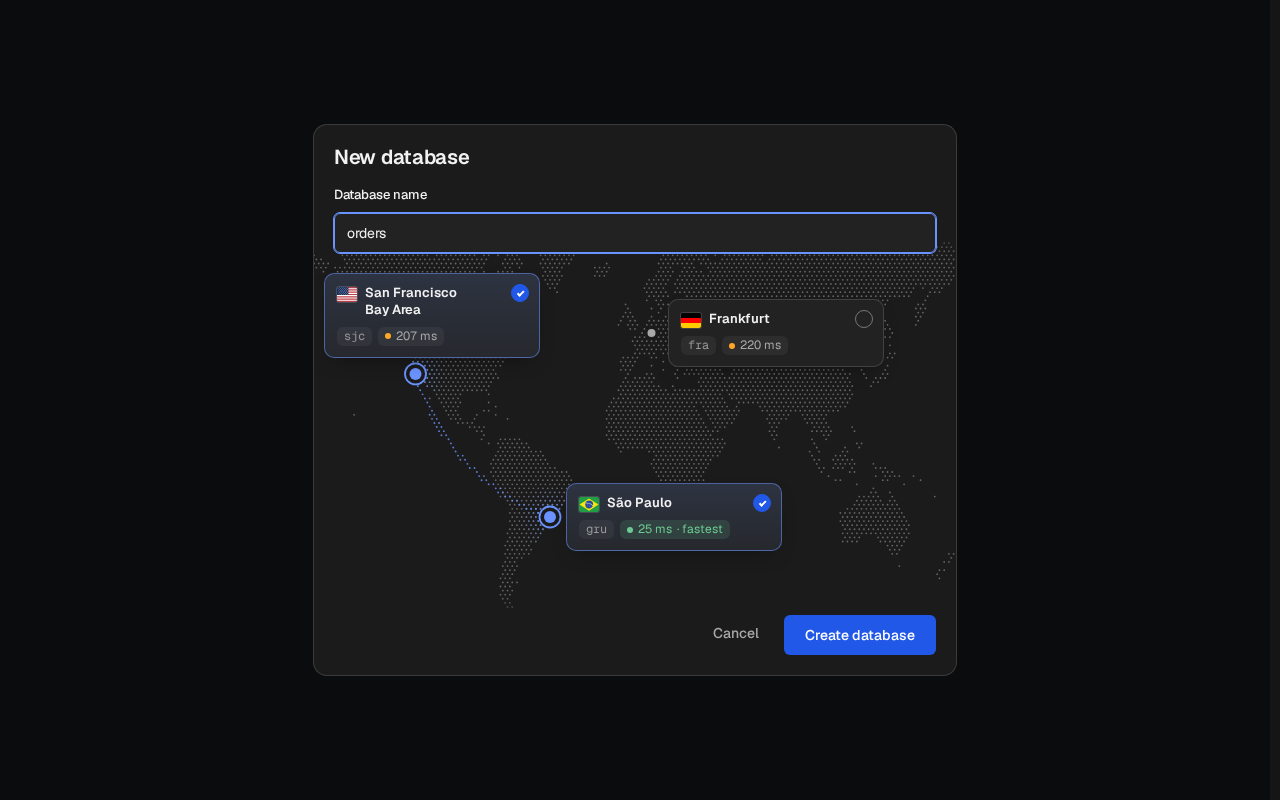 New database
Database name
orders
San Francisco
Bay Area
sjc
207 ms
Frankfurt
fra
220 ms
São Paulo
gru
25 ms · fastest
Cancel
Create database